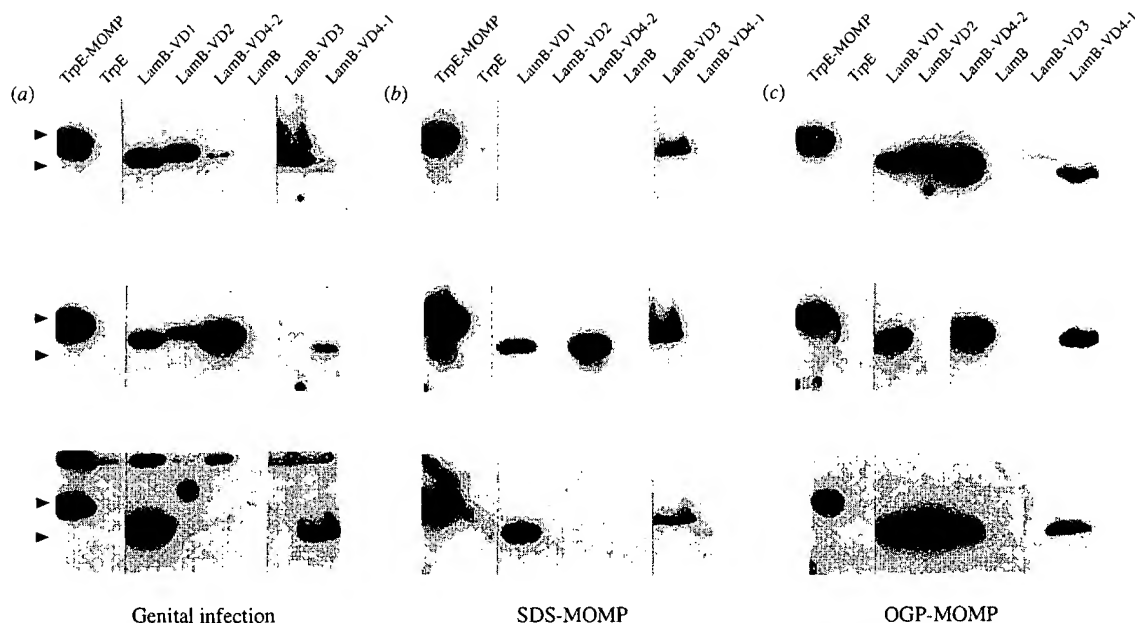 TrpE-MOMP
TrpE
LamB-VD1
LamB-VD2
LamB-VD4-2
LamB
LamB-VD3
LamB-VD4-1
TrpE-MOMP
TrpE
LamB-VD1
LamB-VD2
LamB-VD4-2
LamB
LamB-VD3
LamB-VD4-1
TrpE-MOMP
TrpE
LamB-VD1
LamB-VD2
LamB-VD4-2
LamB
LamB-VD3
LamB-VD4-1
(a)
(b)
(c)
Genital infection
SDS-MOMP
OGP-MOMP